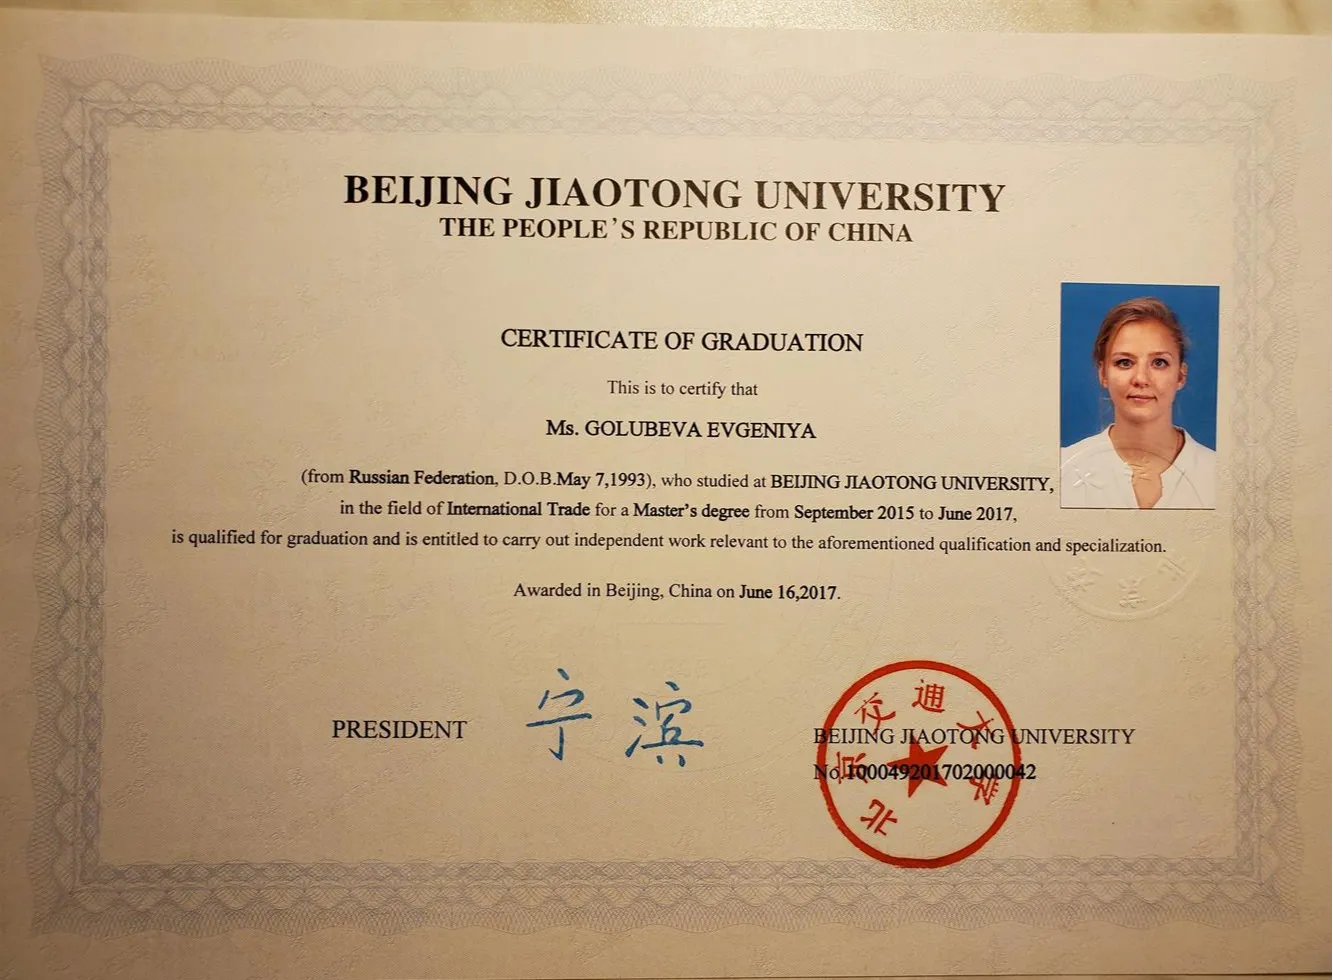 BEIJING JIAOTONG UNIVERSITY
THE PEOPLE'S REPUBLIC OF CHINA
CERTIFICATE OF GRADUATION
This is to certify that
Ms. GOLUBEVA EVGENIYA
(from Russian Federation, D.O.B.May 7,1993), who studied at BEIJING JIAOTONG UNIVERSITY,
in the field of International Trade for a Master's degree from September 2015 to June 2017,
is qualified for graduation and is entitled to carry out independent work relevant to the aforementioned qualification and specialization.
Awarded in Beijing, China on June 16,2017.
PRESIDENT 宁滨
北京交通大学
BEIJING JIAOTONG UNIVERSITY
No.100049201702000042